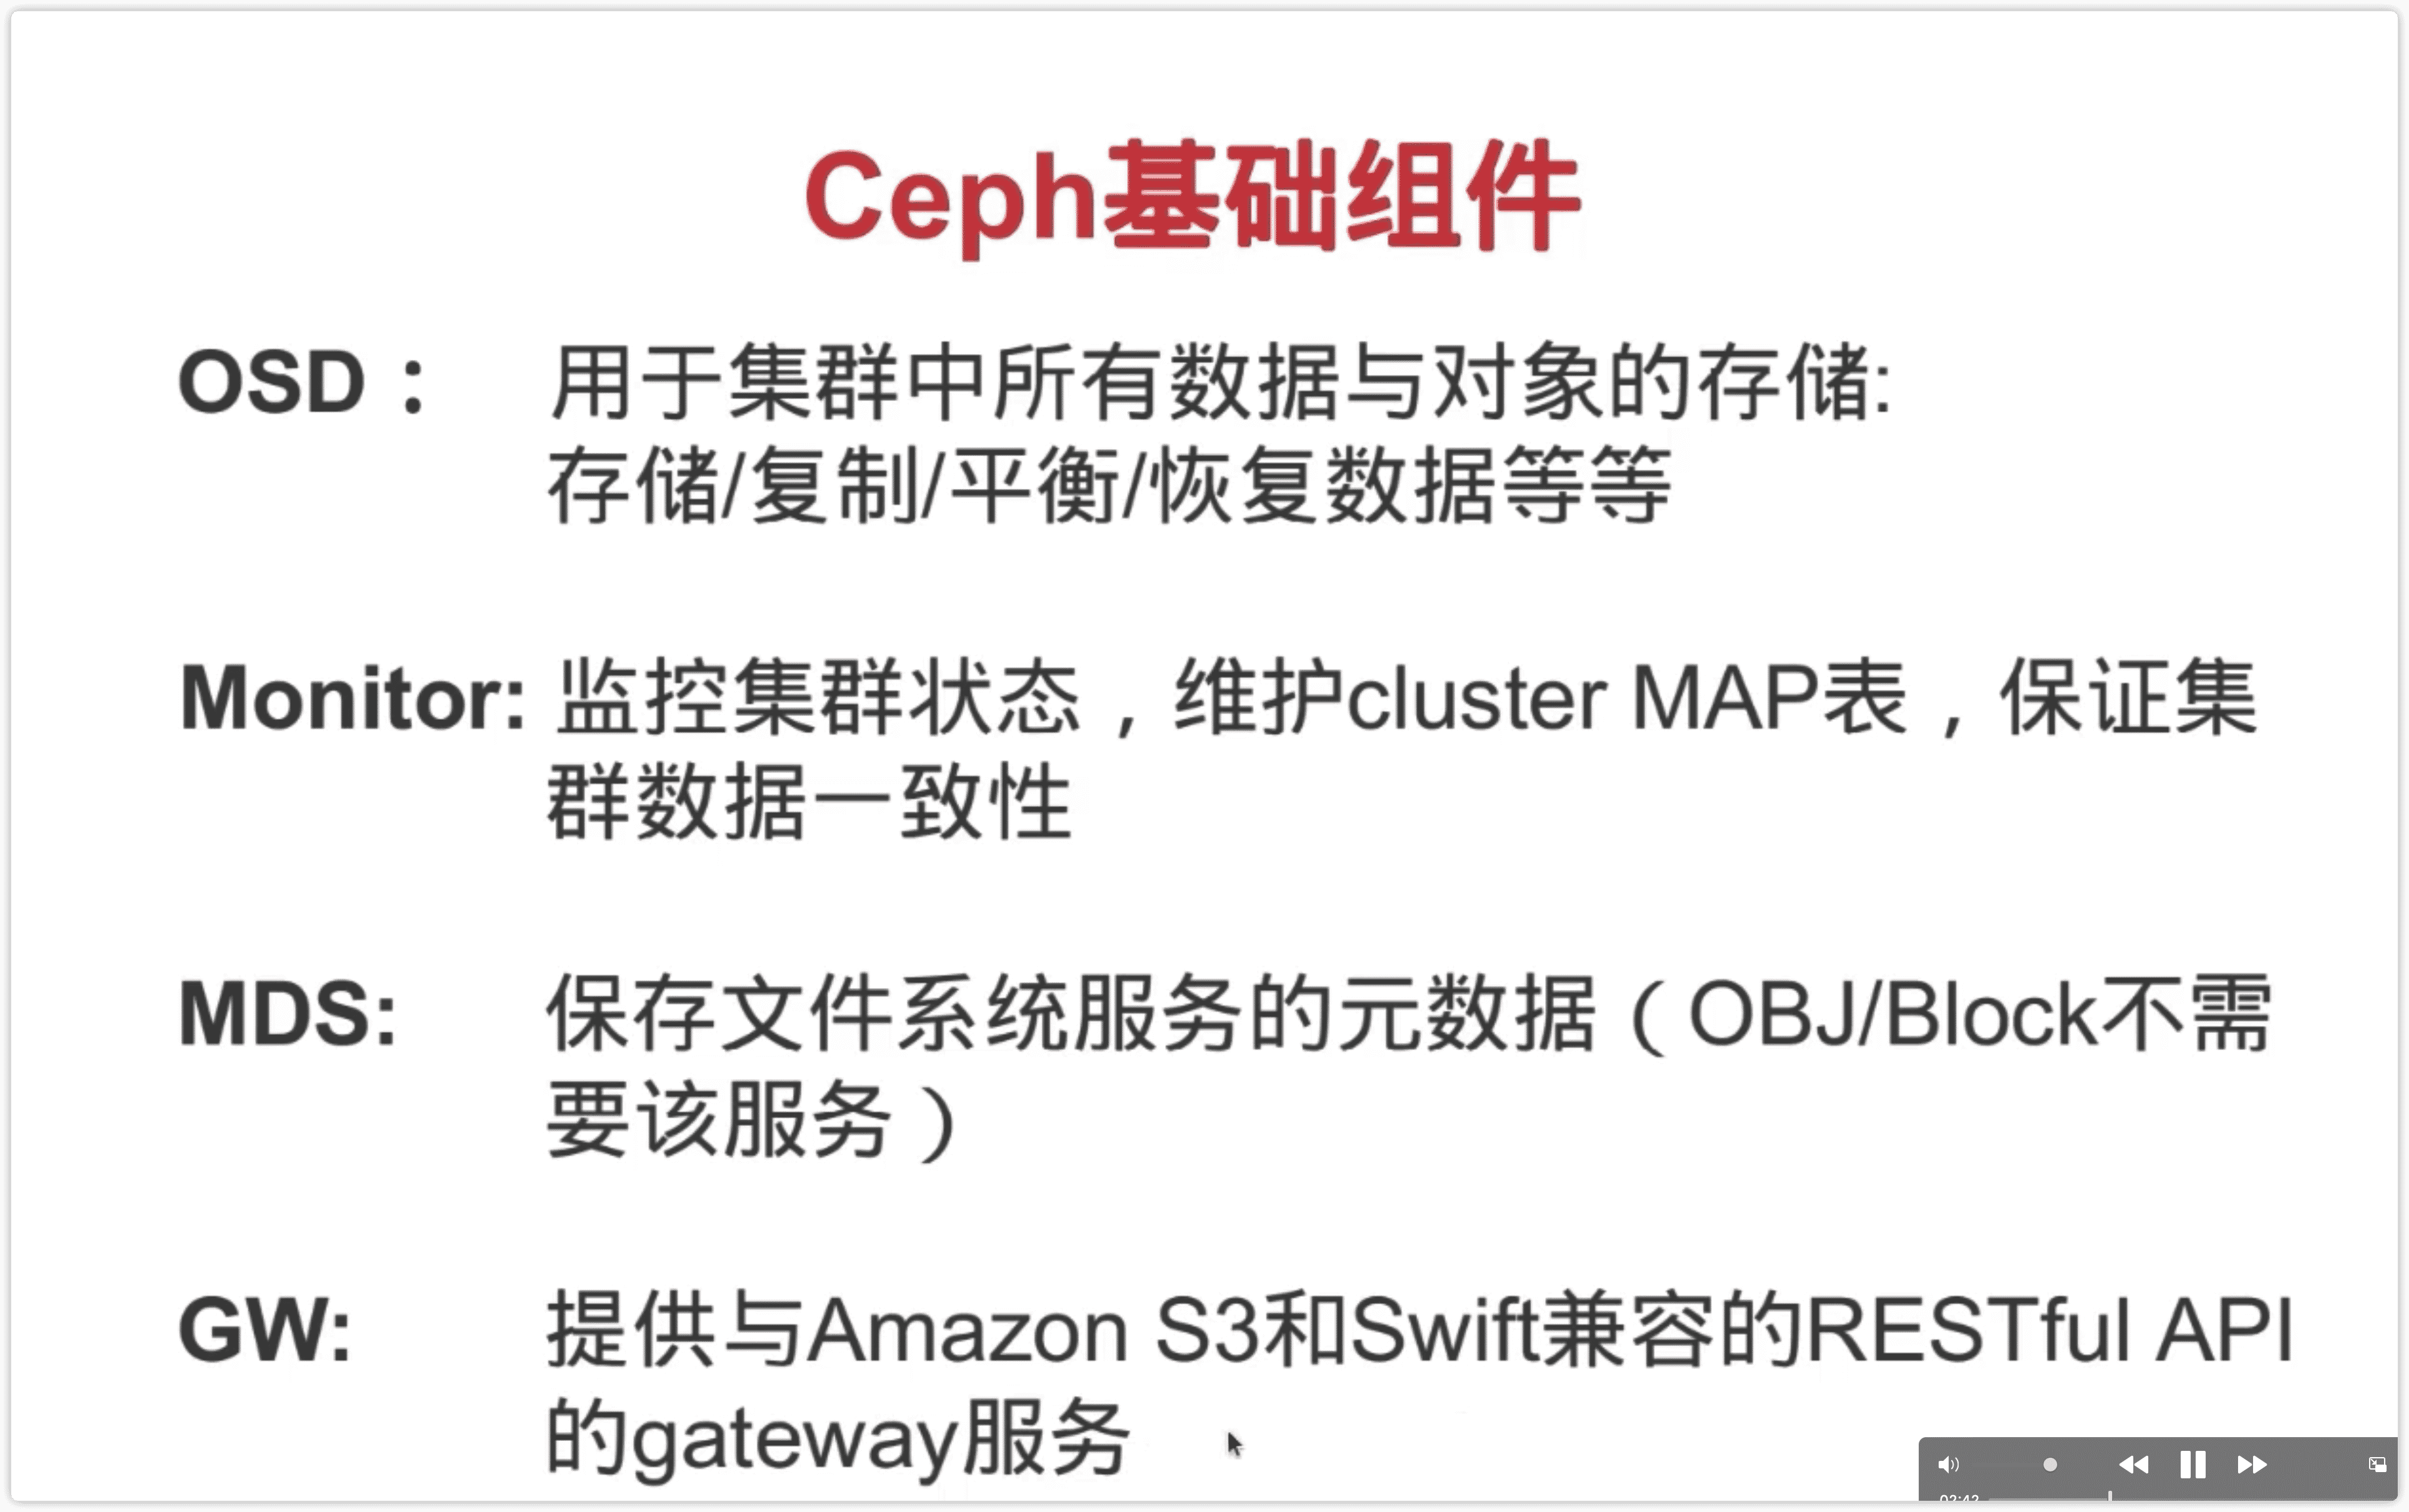 Ceph基础组件
OSD： 用于集群中所有数据与对象的存储:
存储/复制/平衡/恢复数据等等
Monitor: 监控集群状态，维护cluster MAP表，保证集
群数据一致性
MDS: 保存文件系统服务的元数据（OBJ/Block不需
要该服务）
GW: 提供与Amazon S3和Swift兼容的RESTful API
的gateway服务